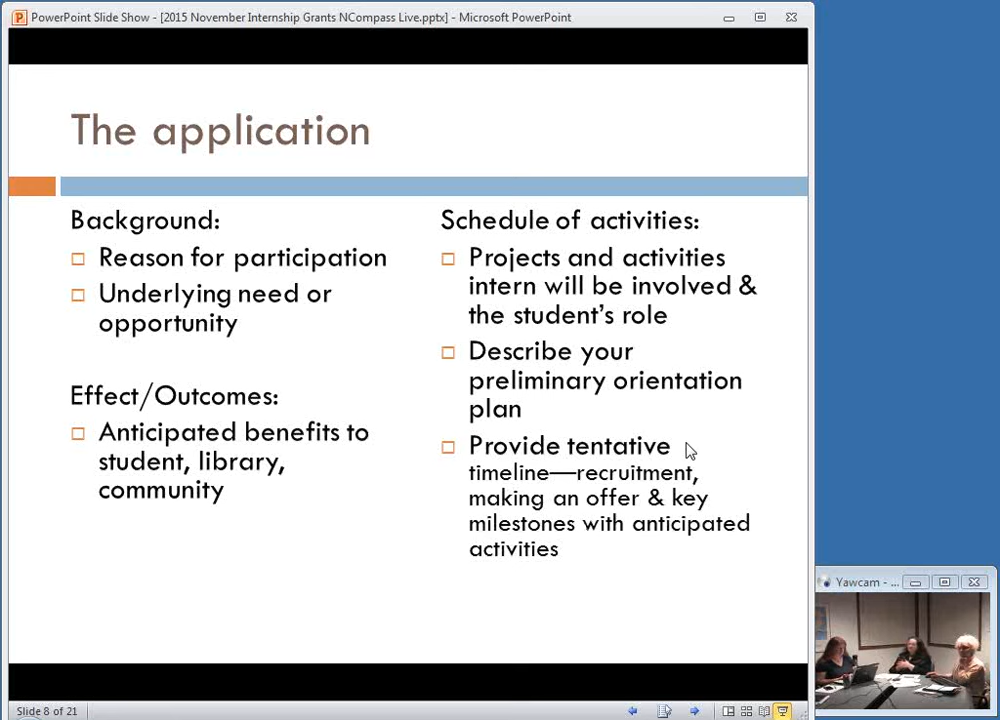 PowerPoint Slide Show - [2015 November Internship Grants NCompass Live.pptx] - Microsoft PowerPoint
The application
Background:
Reason for participation
Underlying need or
opportunity
Effect/Outcomes:
Anticipated benefits to
student, library,
community
Schedule of activities:
Projects and activities
intern will be involved &
the student's role
Describe your
preliminary orientation
plan
Provide tentative
timeline—recruitment,
making an offer & key
milestones with anticipated
activities
Yawcam - ...
Slide 8 of 21